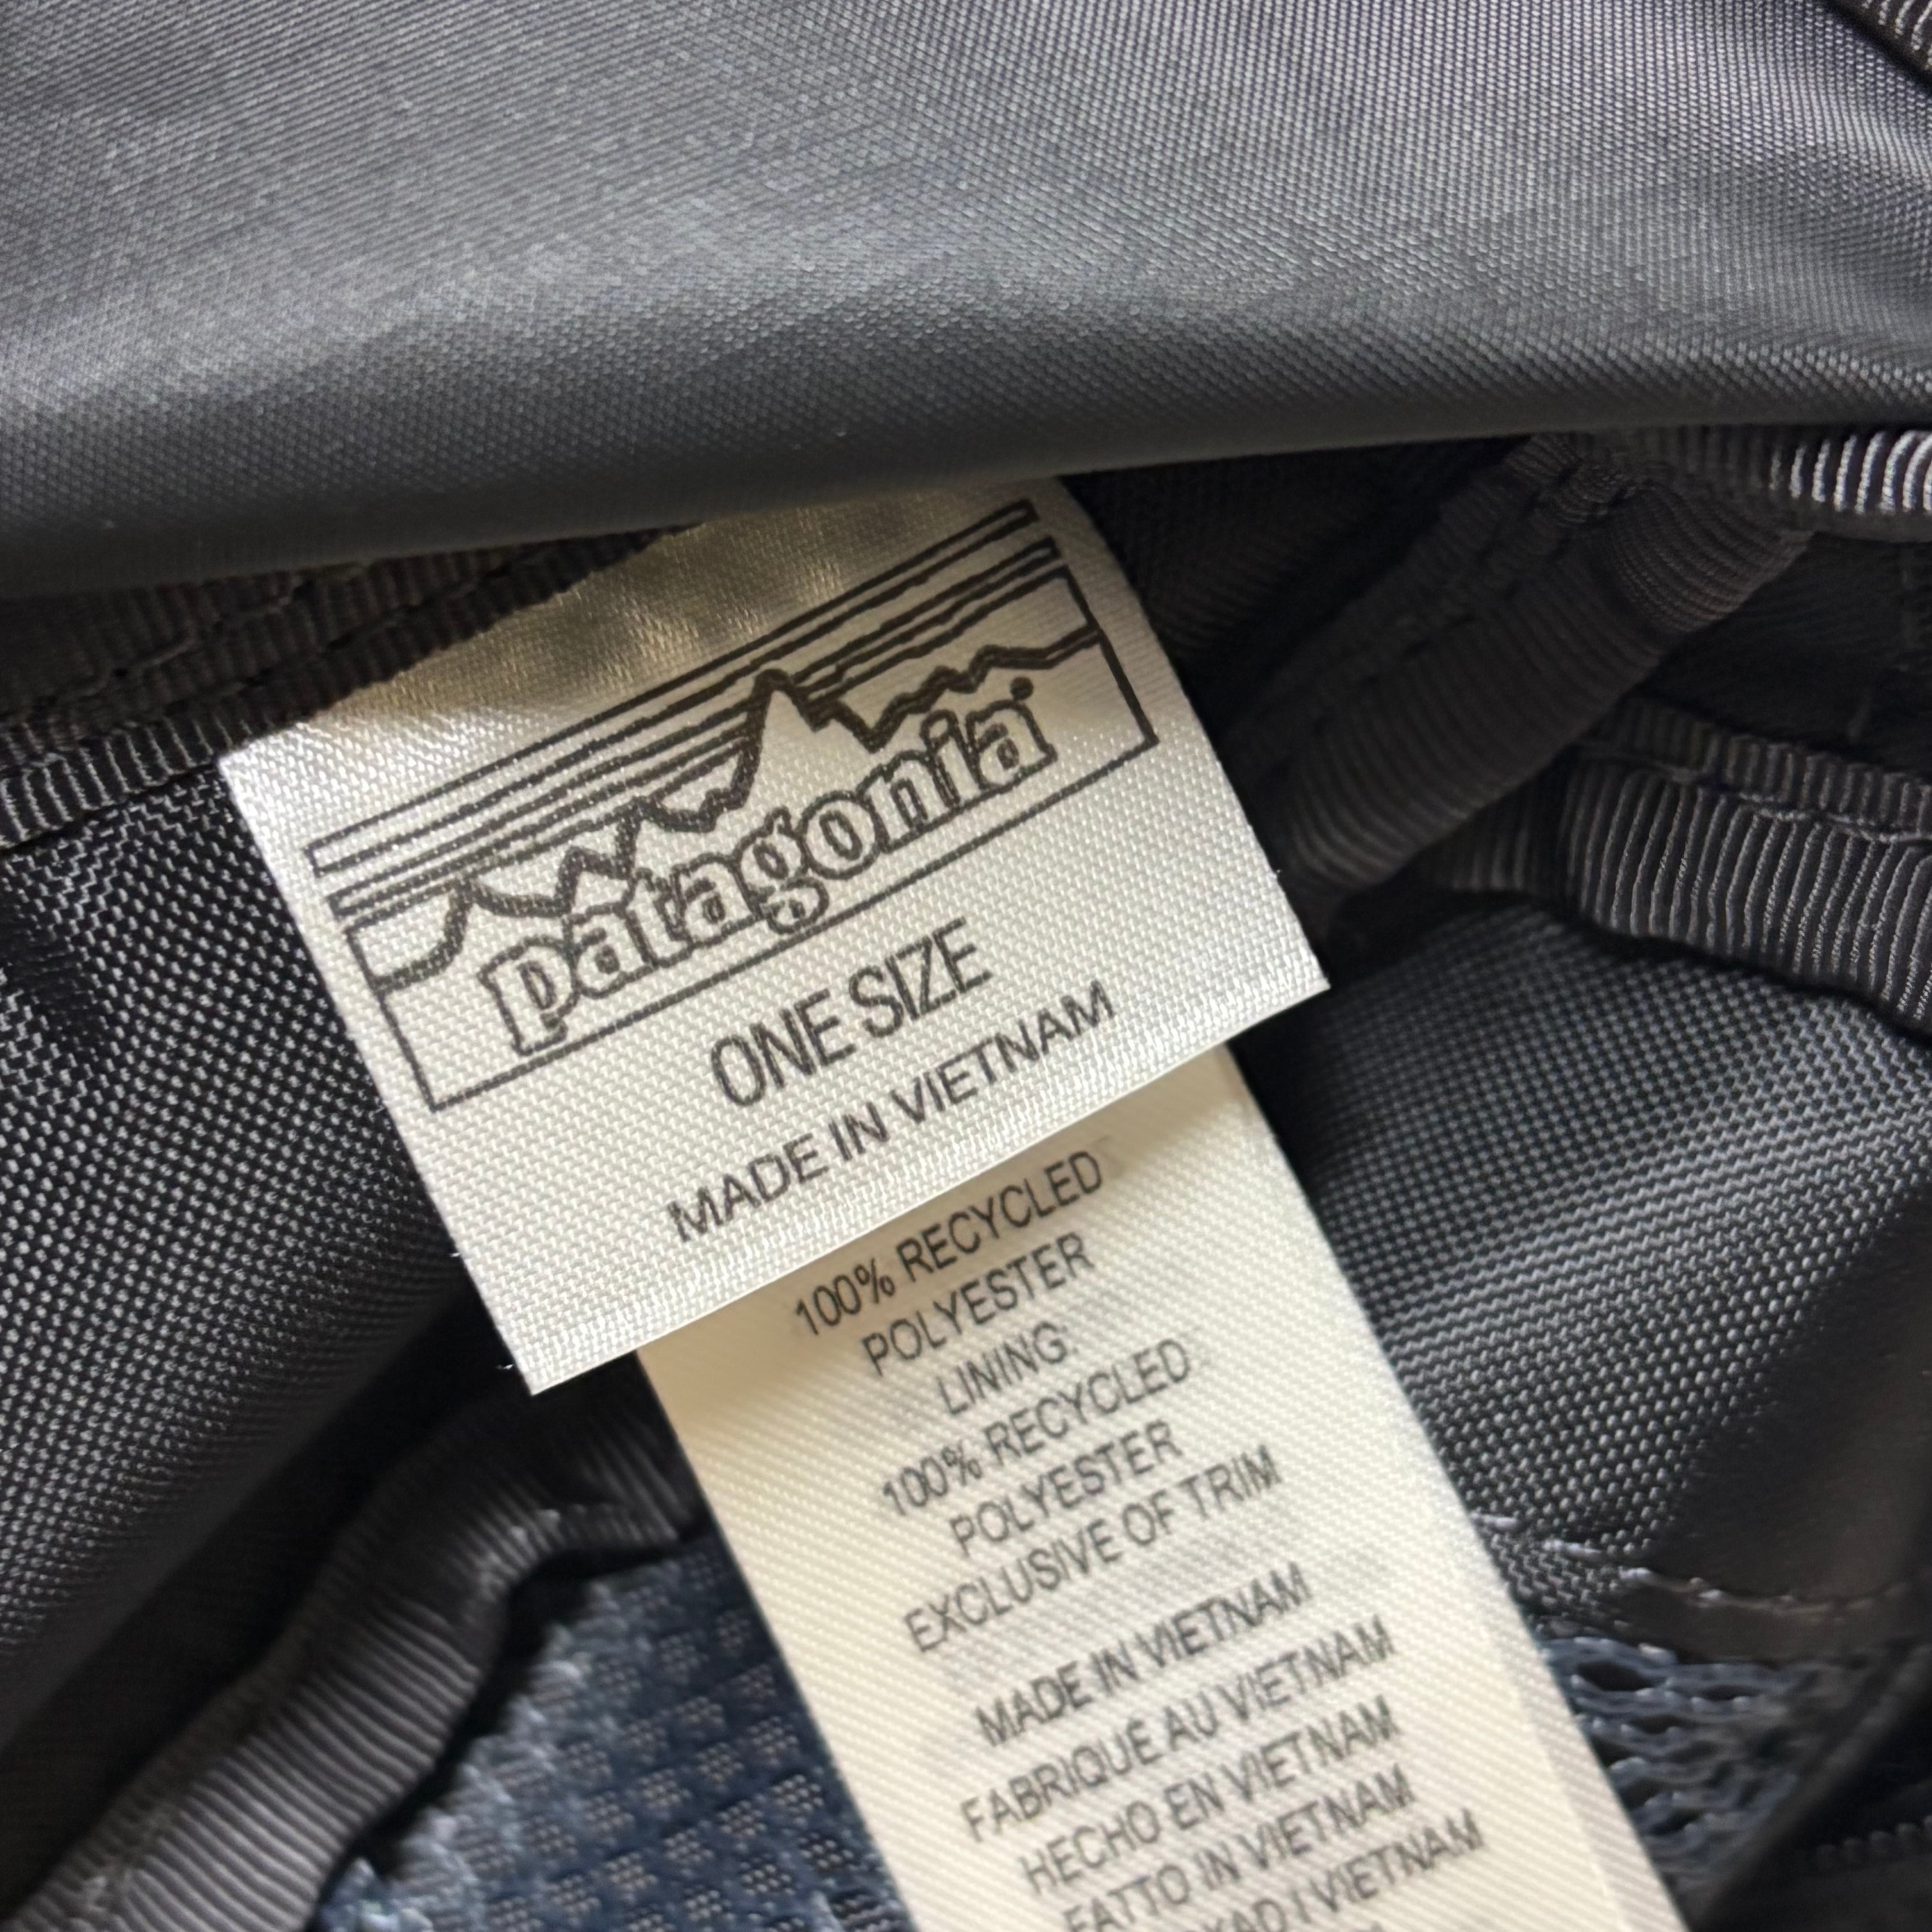 patagonia
ONE SIZE
MADE IN VIETNAM
100% RECYCLED
POLYESTER
LINING:
100% RECYCLED
POLYESTER
EXCLUSIVE OF TRIM
MADE IN VIETNAM
FABRIQUÉ AU VIETNAM
HECHO EN VIETNAM
FATTO IN VIETNAM
I VIETNAM